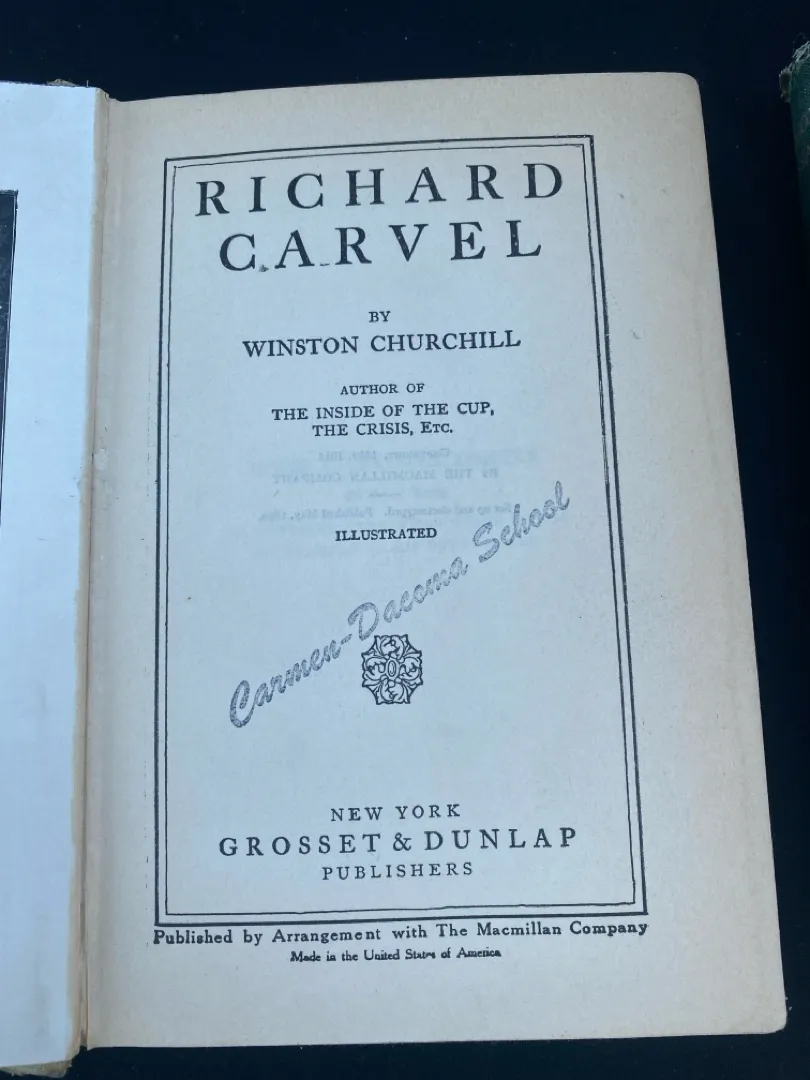 RICHARD
CARVEL
BY
WINSTON CHURCHILL
AUTHOR OF
THE INSIDE OF THE CUP,
THE CRISIS, ETC.
ILLUSTRATED
Carmen-Dacoma School
NEW YORK
GROSSET & DUNLAP
PUBLISHERS
Published by Arrangement with The Macmillan Company
Made in the United States of America